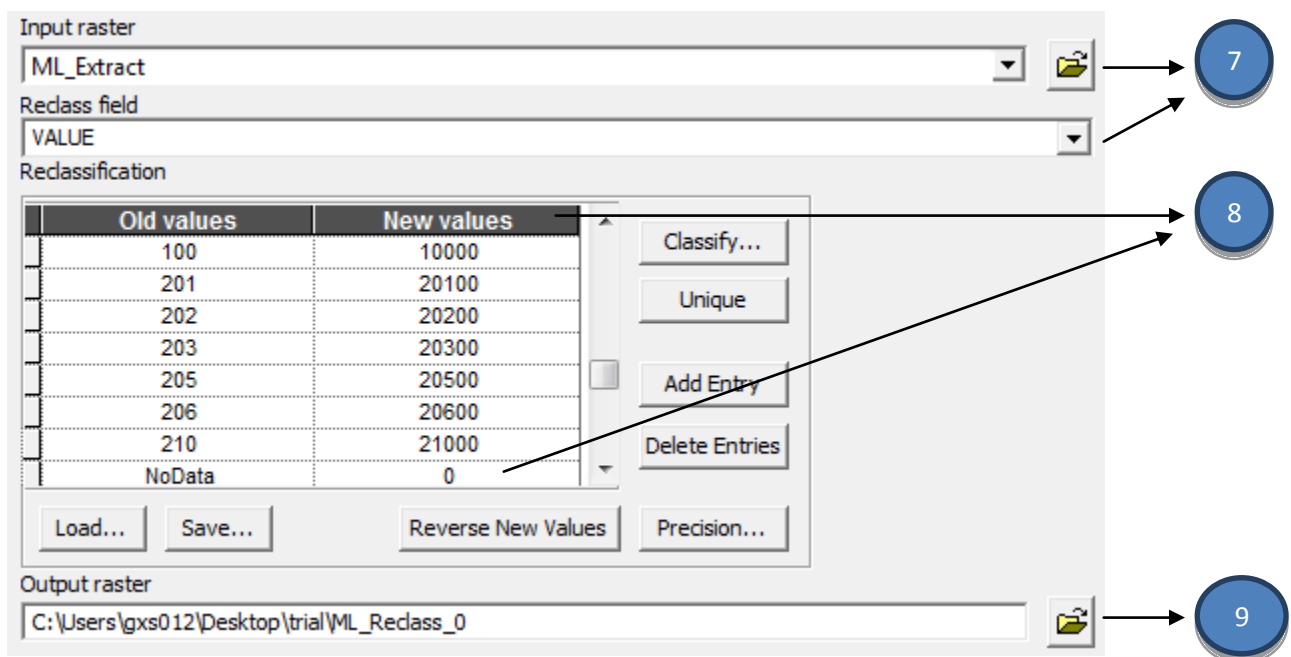 Input raster
ML_Extract
7
Reclass field
VALUE
Reclassification
Old values New values
8
100 10000
Classify...
201 20100
Unique
202 20200
203 20300
205 20500
Add Entry
206 20600
210 21000
Delete Entries
NoData 0
Load... Save... Reverse New Values Precision...
Output raster
C:\Users\gxs012\Desktop\trial\ML_Reclass_0
9